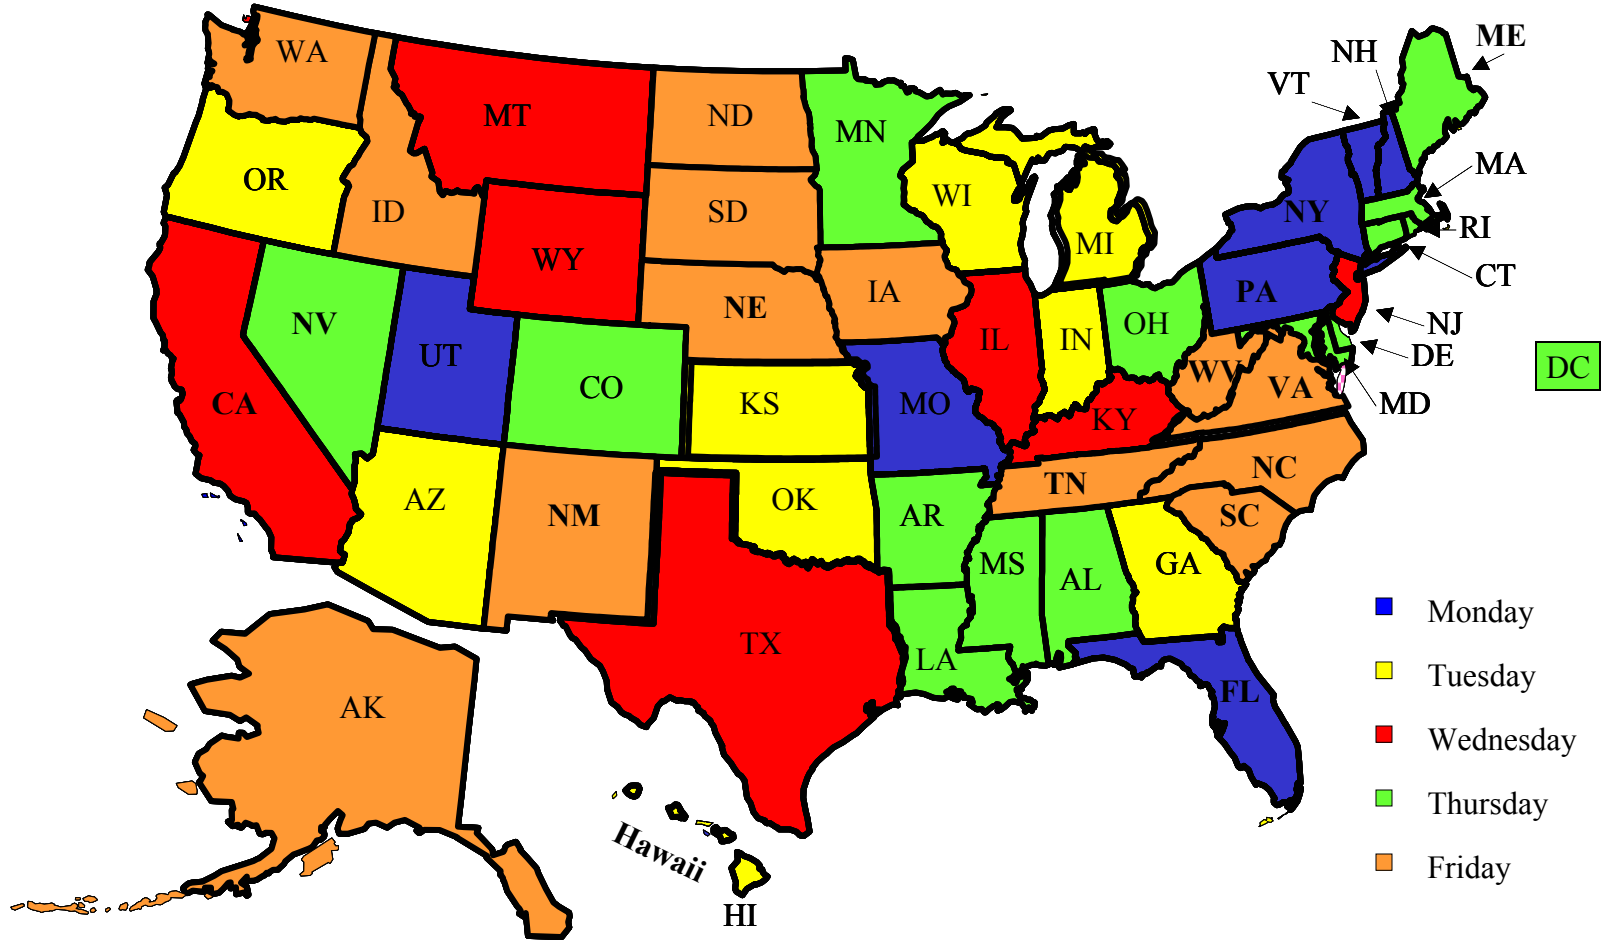 WA
MT
ND
MN
VT
NH
ME
OR
ID
WY
SD
WI
MI
NY
MA
RI
CT
NV
UT
CO
NE
IA
IL
IN
OH
PA
NJ
DE
MD
DC
CA
AZ
NM
KS
MO
KY
WV
VA
OK
AR
TN
NC
SC
TX
LA
MS
AL
GA
FL
AK
Hawaii
HI
Monday
Tuesday
Wednesday
Thursday
Friday